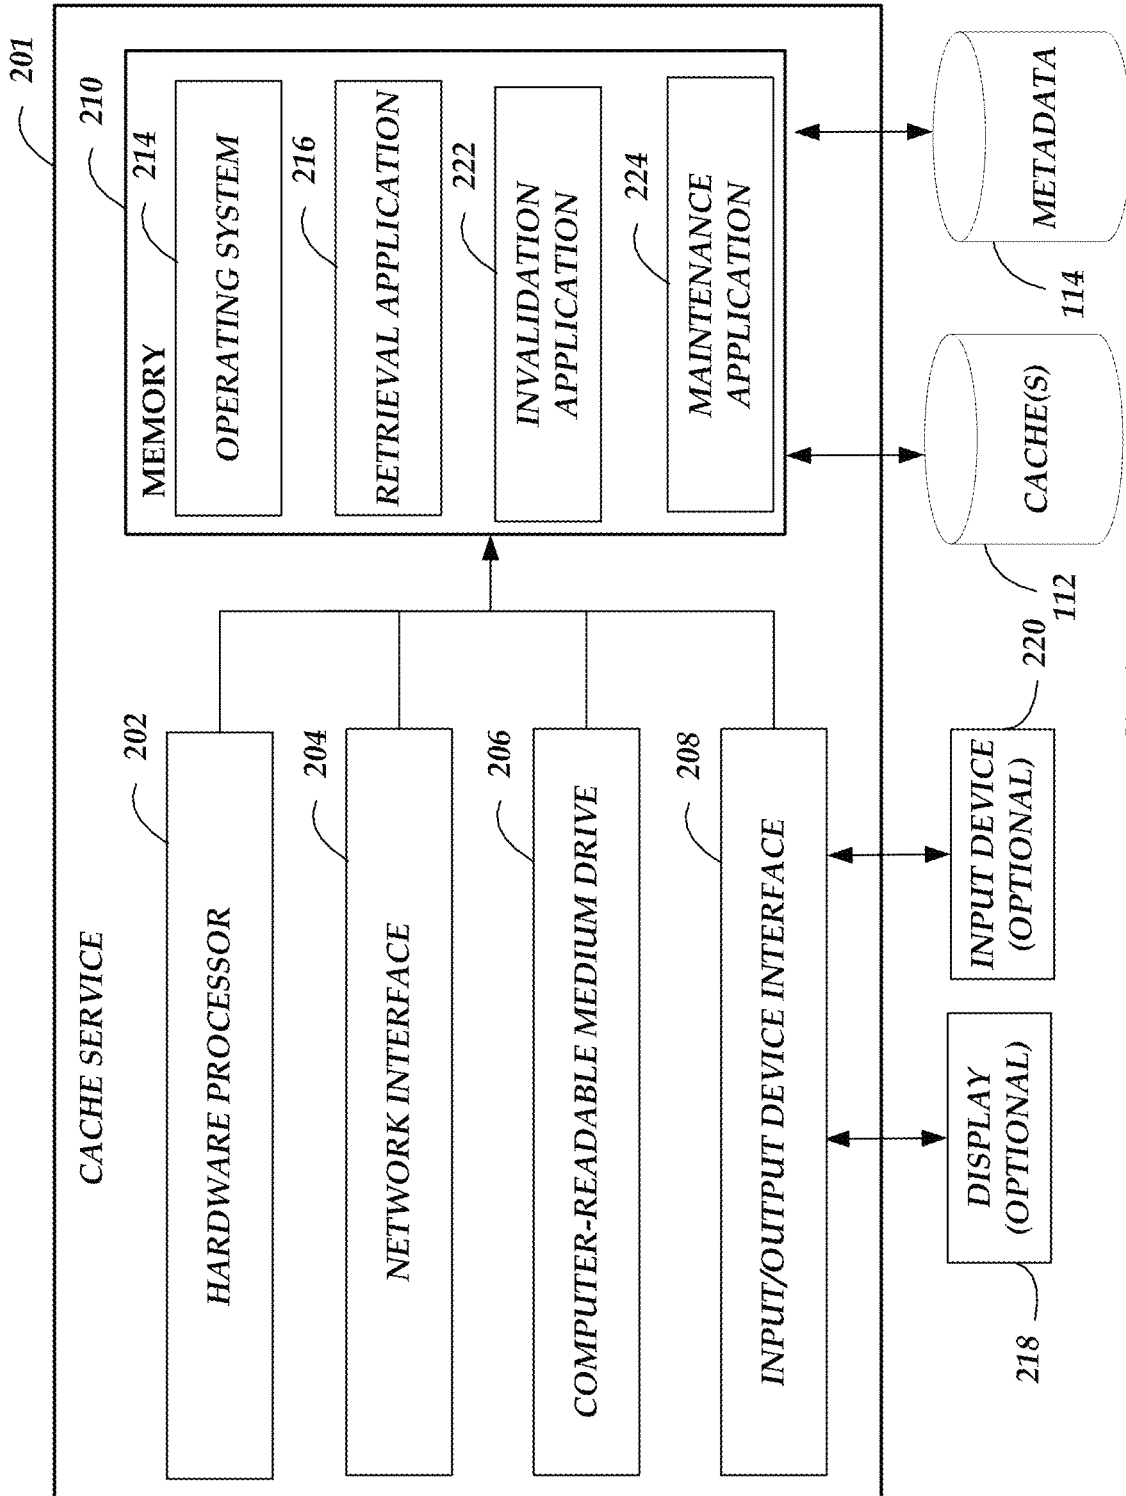 201
CACHE SERVICE
210
MEMORY
202
HARDWARE PROCESSOR
214
OPERATING SYSTEM
204
NETWORK INTERFACE
216
RETRIEVAL APPLICATION
206
COMPUTER-READABLE MEDIUM DRIVE
222
INVALIDATION
APPLICATION
208
INPUT/OUTPUT DEVICE INTERFACE
224
MAINTENANCE
APPLICATION
218
DISPLAY
(OPTIONAL)
220
INPUT DEVICE
(OPTIONAL)
112
CACHE(S)
114
METADATA